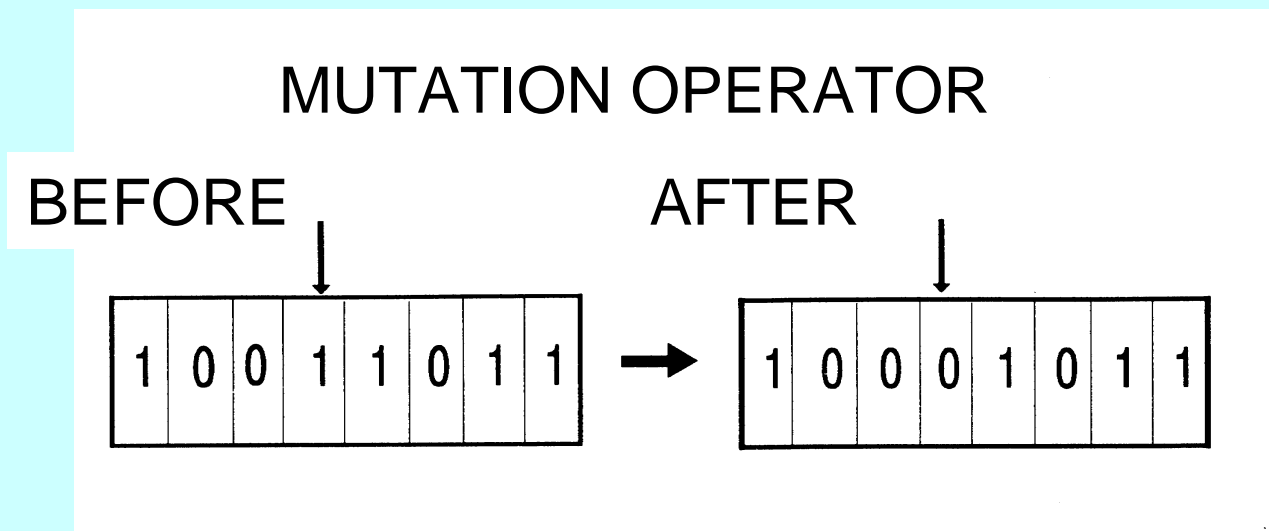 MUTATION OPERATOR
BEFORE AFTER
1 0 0 1 1 0 1 1 1 0 0 0 1 0 1 1